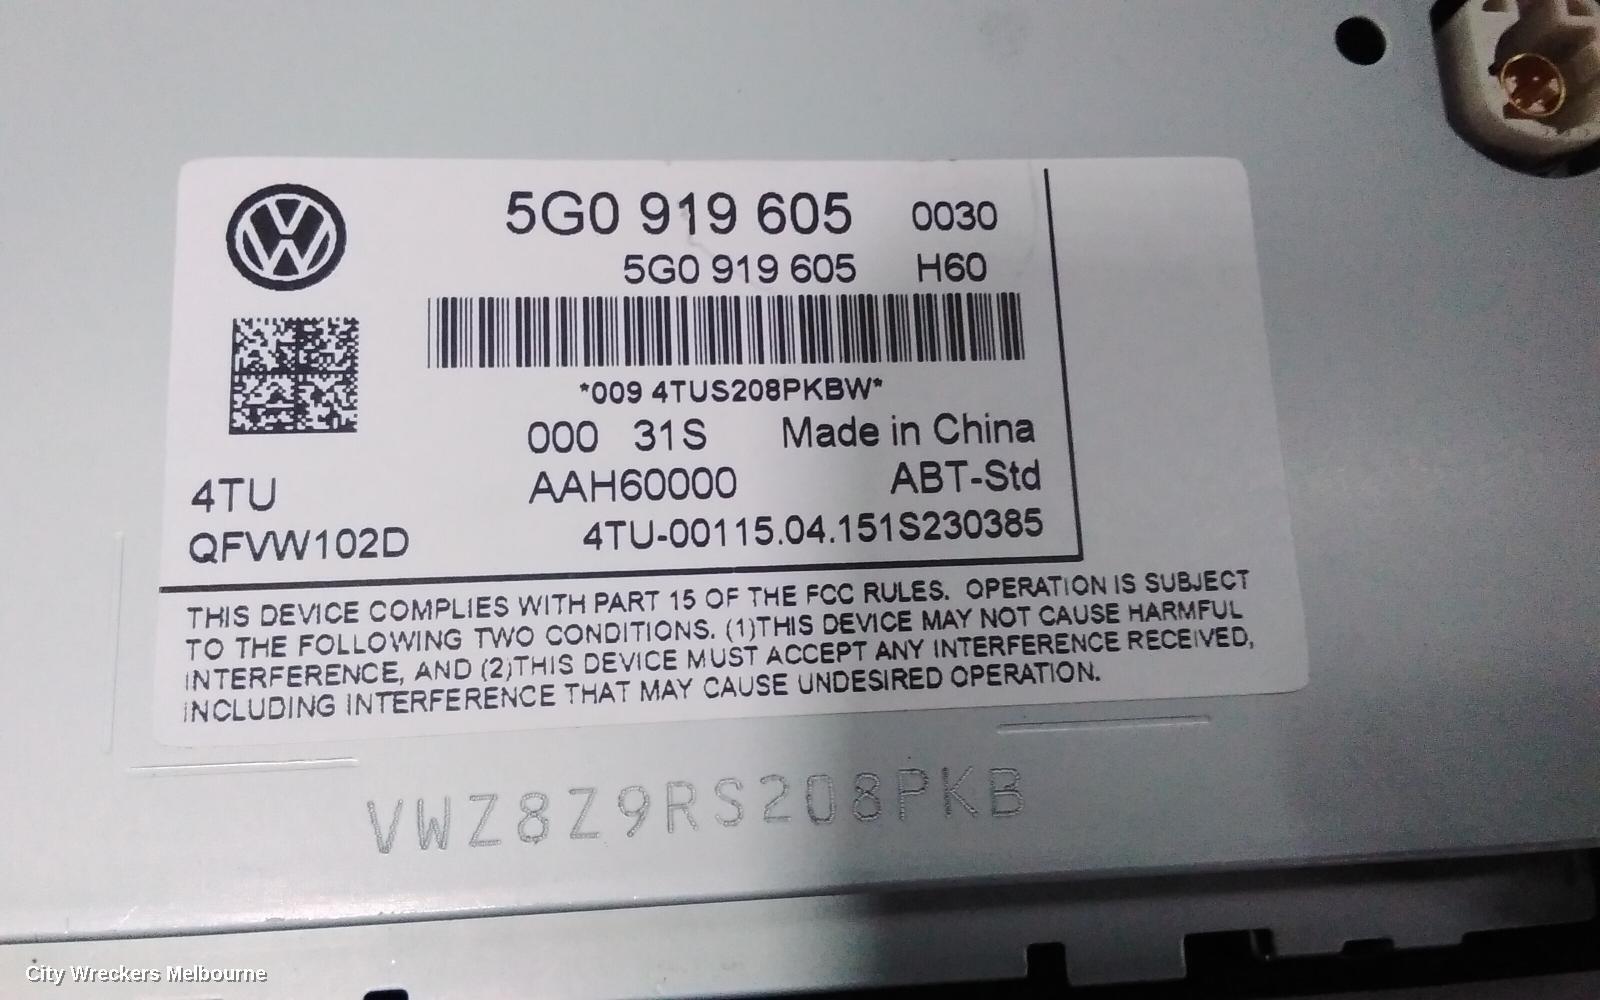 5G0 919 605 0030
5G0 919 605 H60
*009 4TUS208PKBW*
000 31S Made in China
4TU AAH60000 ABT-Std
QFVW102D 4TU-00115.04.151S230385
THIS DEVICE COMPLIES WITH PART 15 OF THE FCC RULES. OPERATION IS SUBJECT
TO THE FOLLOWING TWO CONDITIONS. (1)THIS DEVICE MAY NOT CAUSE HARMFUL
INTERFERENCE, AND (2)THIS DEVICE MUST ACCEPT ANY INTERFERENCE RECEIVED,
INCLUDING INTERFERENCE THAT MAY CAUSE UNDESIRED OPERATION.
VWZ8Z9RS208PKB
City Wreckers Melbourne